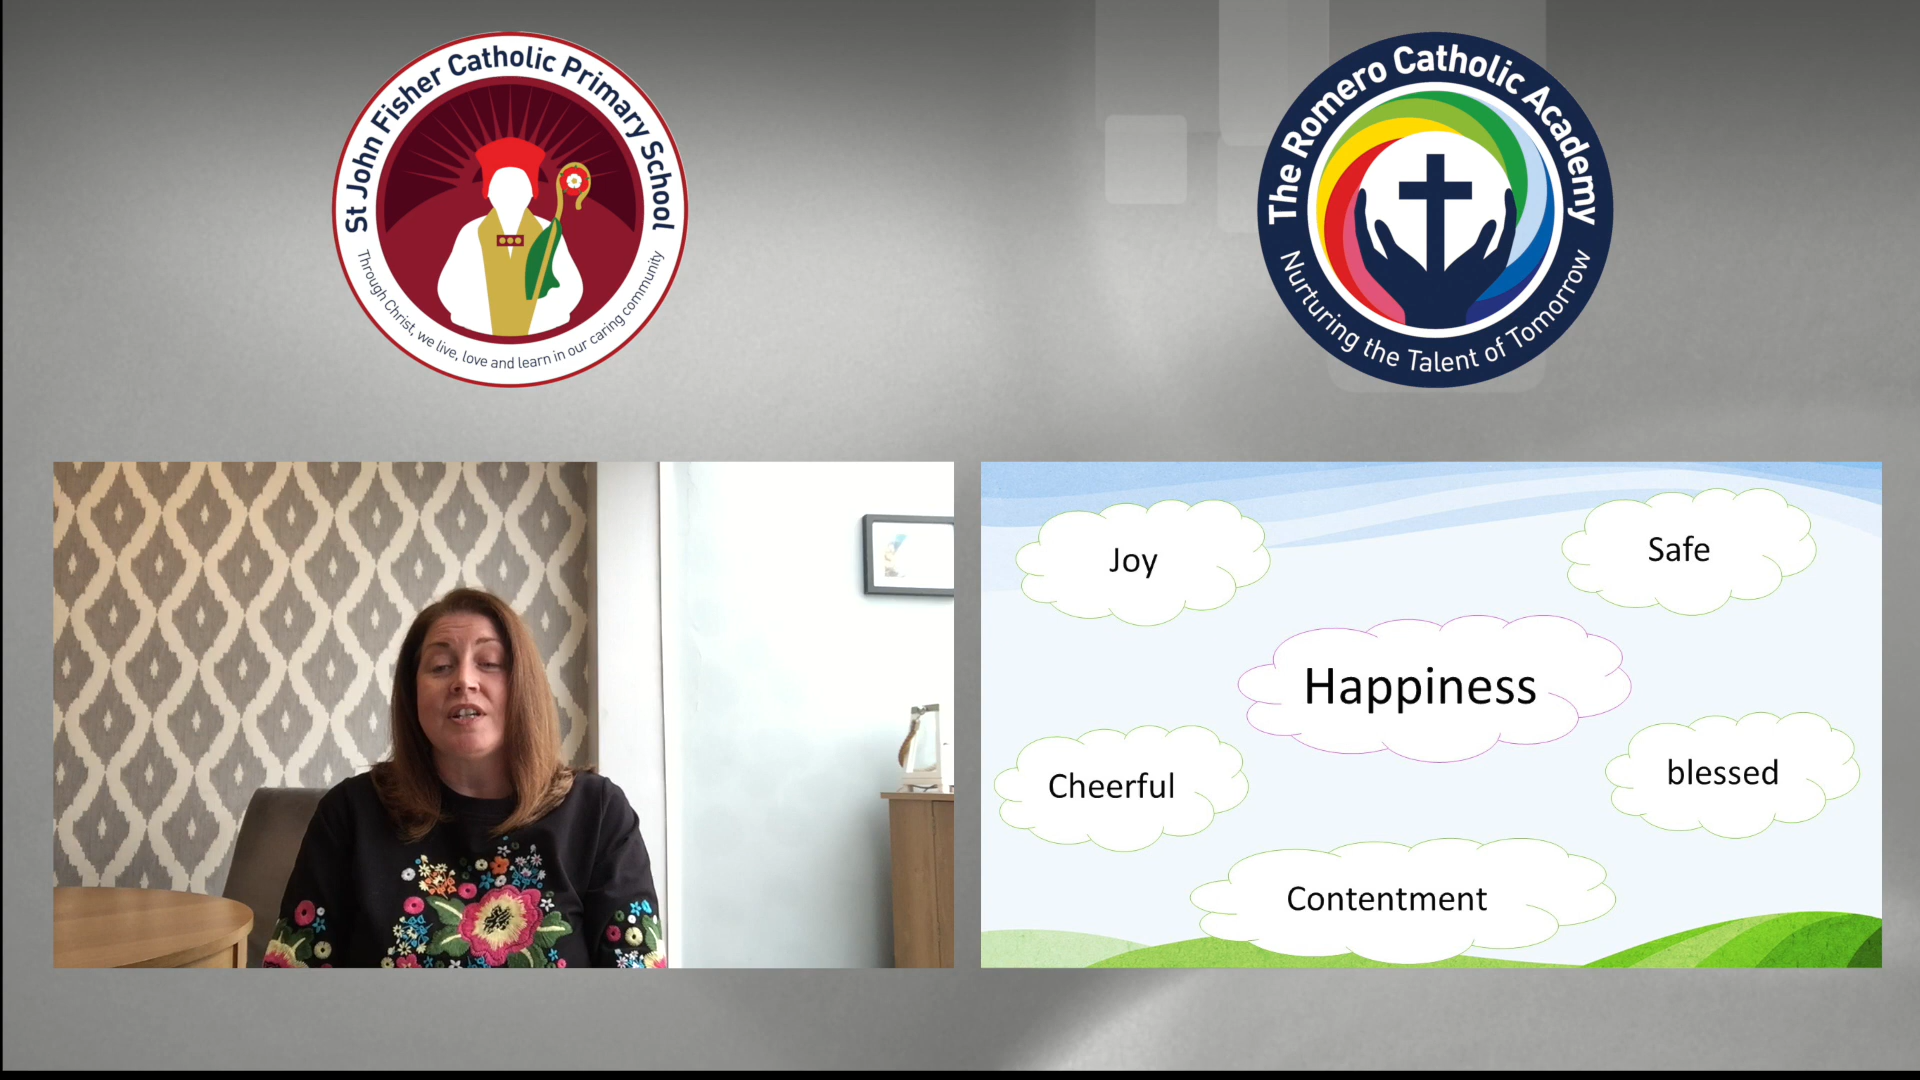 St John Fisher Catholic Primary School
Through Christ, we live, love and learn in our caring community
The Romero Catholic Academy
Nurturing the Talent of Tomorrow
Joy
Safe
Happiness
Cheerful
blessed
Contentment